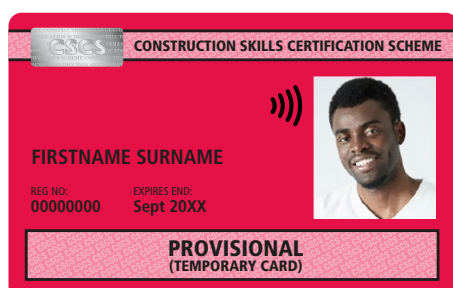 CSCS
CONSTRUCTION SKILLS CERTIFICATION SCHEME
FIRSTNAME SURNAME
REG NO: EXPIRES END:
00000000 Sept 20XX
PROVISIONAL
(TEMPORARY CARD)